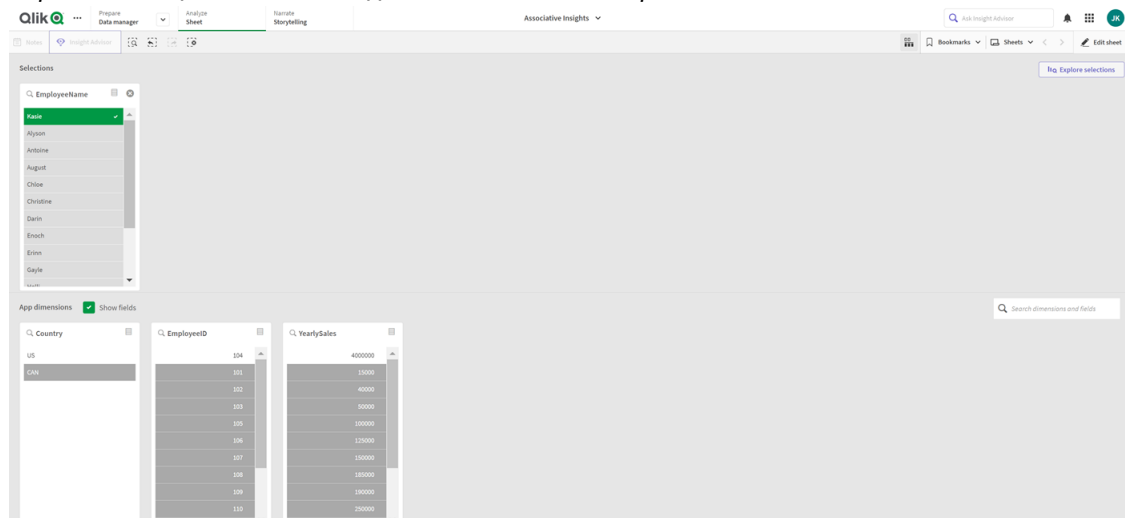 Qlik
Prepare
Data manager
Analyze
Sheet
Narrate
Storytelling
Associative Insights
Ask Insight Advisor
JK
Notes
Insight Advisor
Bookmarks
Sheets
Edit sheet
Selections
Explore selections
EmployeeName
Kasie
Alyson
Antoine
August
Chloe
Christine
Darin
Enoch
Erinn
Gayle
App dimensions
Show fields
Search dimensions and fields
Country
US
CAN
EmployeeID
104
101
102
103
105
106
107
108
109
110
YearlySales
4000000
15000
40000
50000
100000
125000
150000
185000
190000
250000